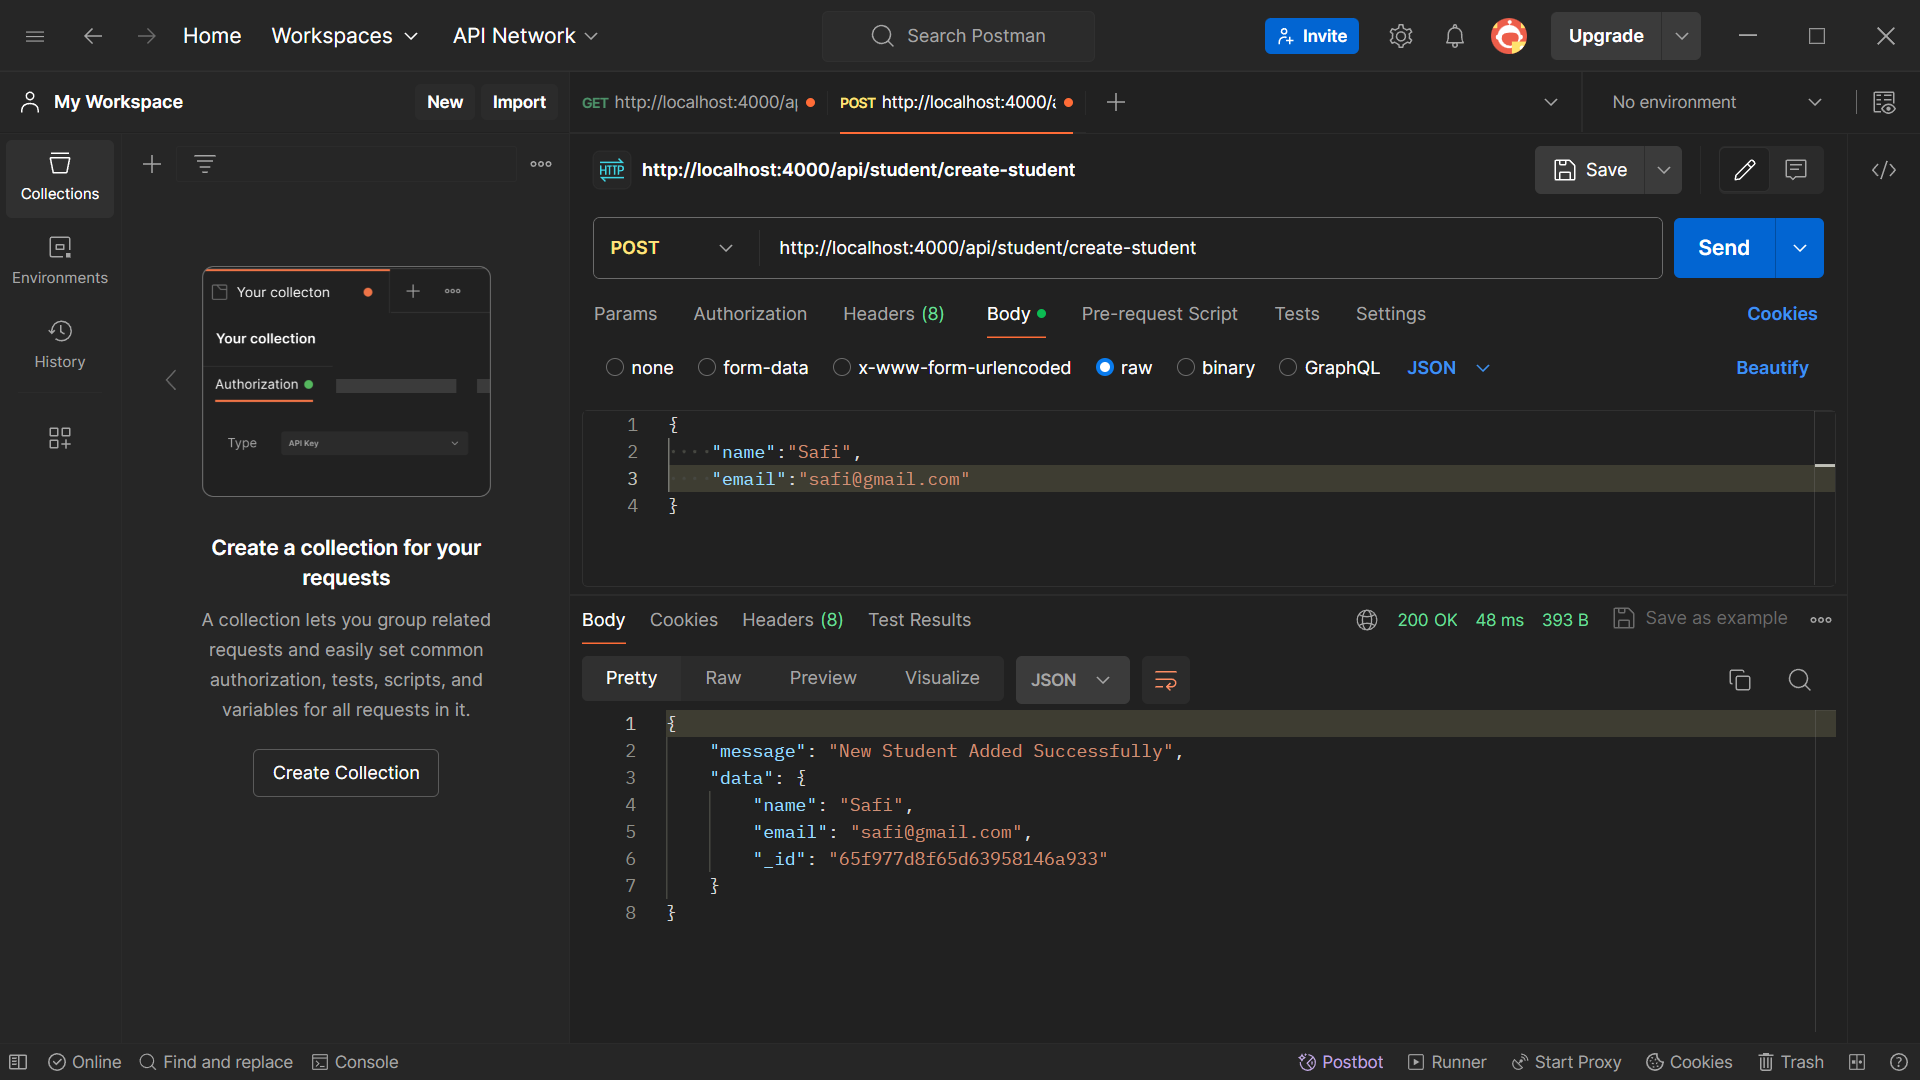 Home Workspaces API Network Search Postman Invite Upgrade
My Workspace New Import
GET http://localhost:4000/a POST http://localhost:4000/ No environment
Collections
Environments
History
Your collecton
Your collection
Authorization
Type API Key
Create a collection for your
requests
A collection lets you group related
requests and easily set common
authorization, tests, scripts, and
variables for all requests in it.
Create Collection
HTTP http://localhost:4000/api/student/create-student Save
POST http://localhost:4000/api/student/create-student Send
Params Authorization Headers (8) Body Pre-request Script Tests Settings Cookies
none form-data x-www-form-urlencoded raw binary GraphQL JSON Beautify
1 {
2 "name":"Safi",
3 "email":"safi@gmail.com"
4 }
Body Cookies Headers (8) Test Results 200 OK 48 ms 393 B Save as example
Pretty Raw Preview Visualize JSON
1 {
2 "message": "New Student Added Successfully",
3 "data": {
4 "name": "Safi",
5 "email": "safi@gmail.com",
6 "_id": "65f977d8f65d63958146a933"
7 }
8 }
Online Find and replace Console Postbot Runner Start Proxy Cookies Trash